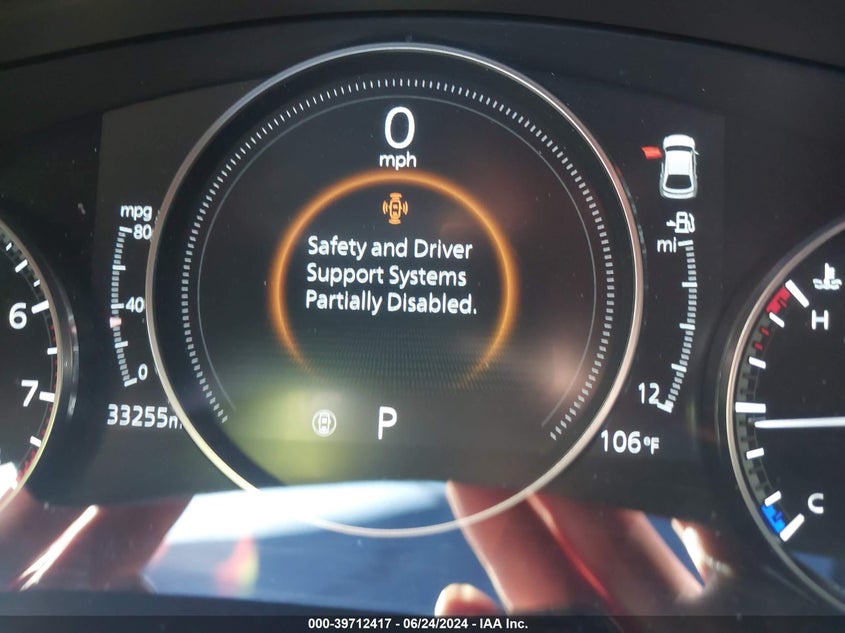 0
mph
mpg
80
40
0
33255m
Safety and Driver
Support Systems
Partially Disabled.
P
mi
12
106°F
6
7
H
C
000-39712417 - 06/24/2024 - IAA Inc.